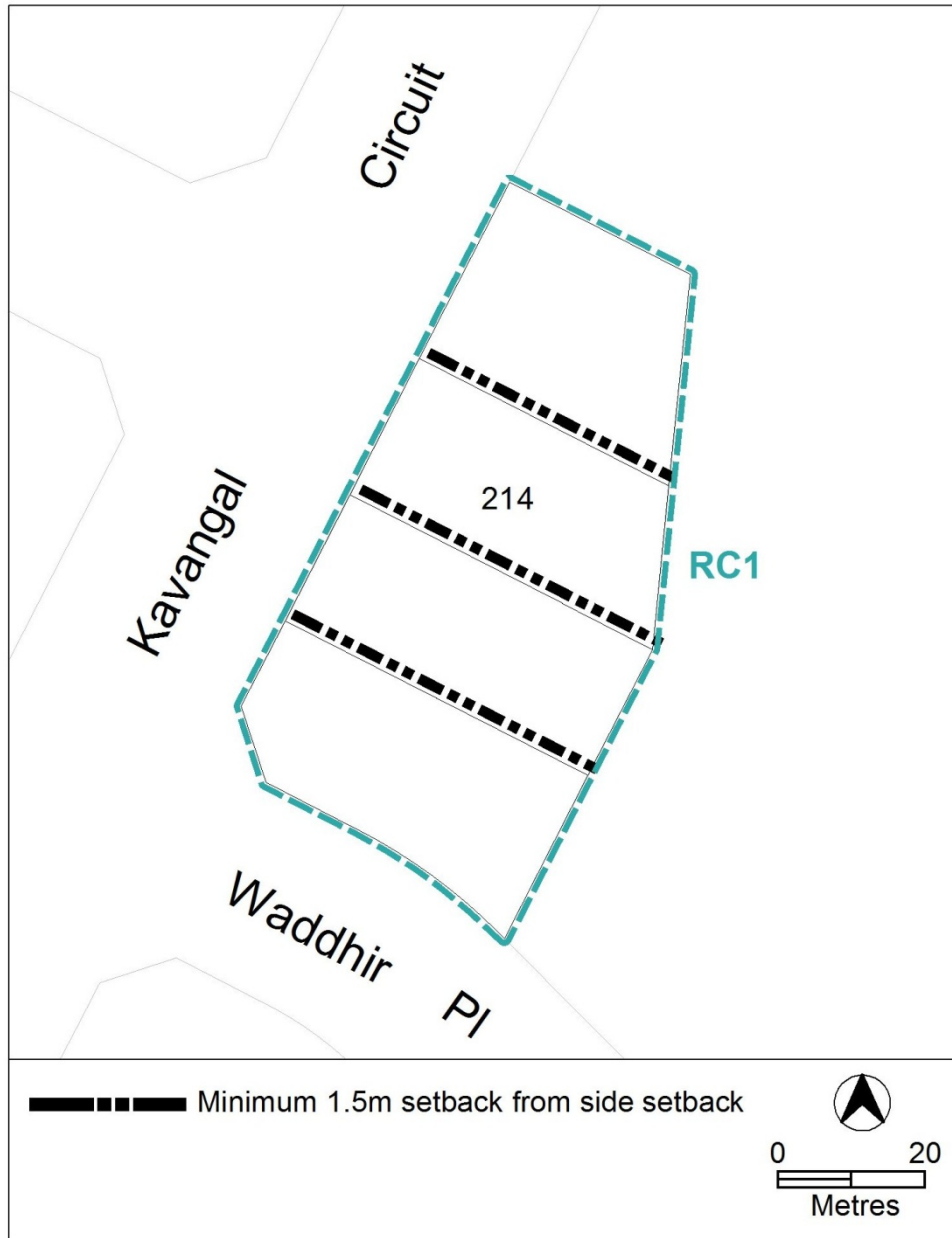 Circuit
214
RC1
Kavangal
Waddhir
Pl
Minimum 1.5m setback from side setback
0 20
Metres